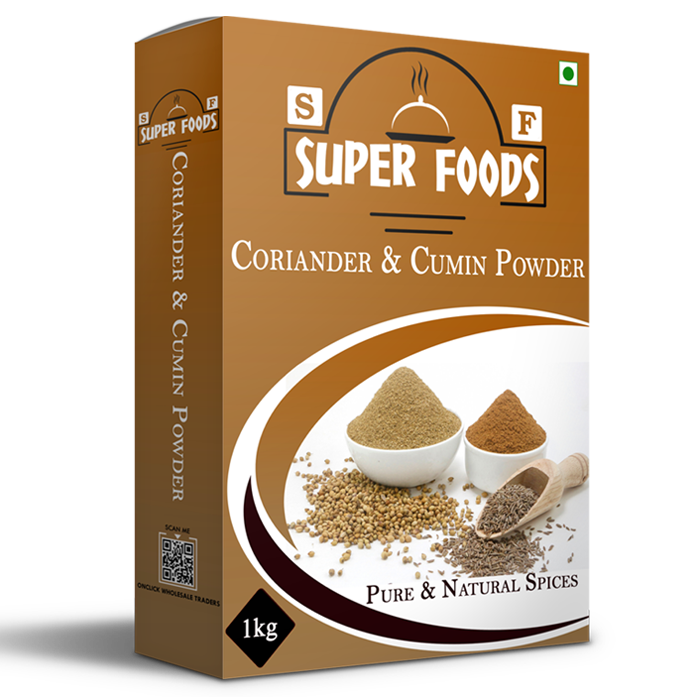 S F
SUPER FOODS
CORIANDER & CUMIN POWDER
SCAN ME
ONCLICK WHOLESALE TRADERS
S
F
SUPER FOODS
CORIANDER & CUMIN POWDER
PURE & NATURAL SPICES
1kg